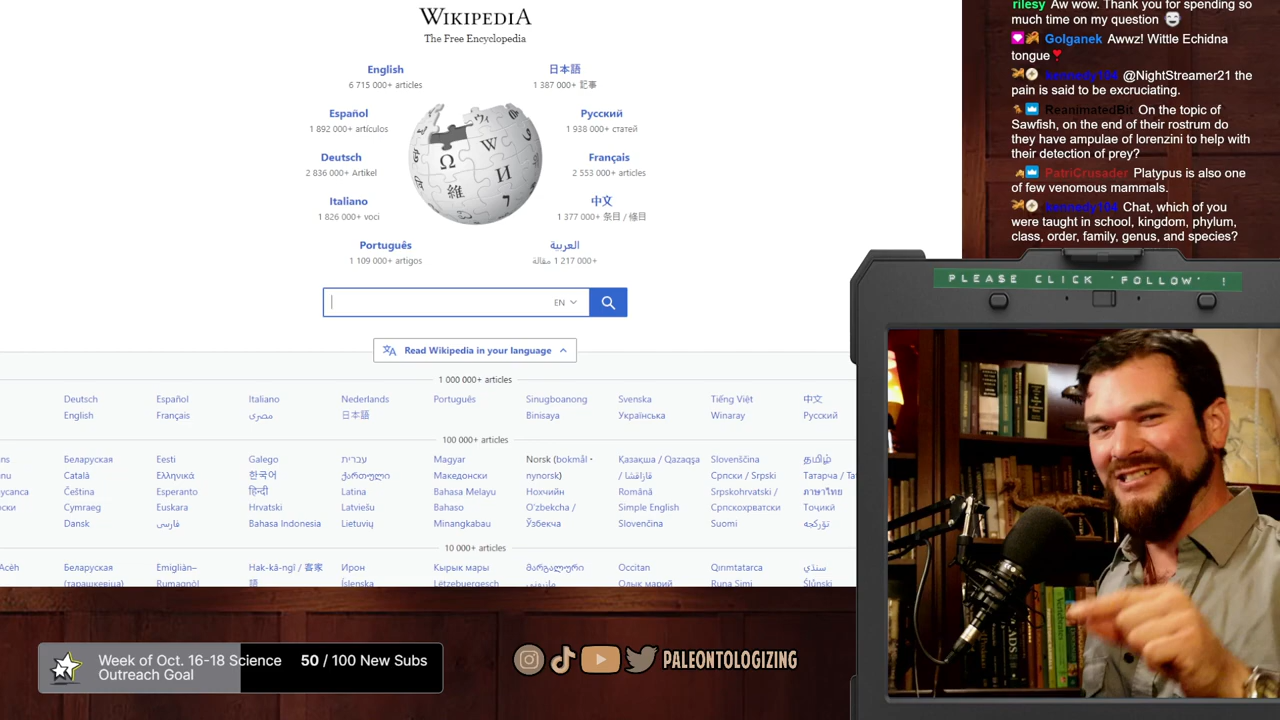 WIKIPEDIA
The Free Encyclopedia
English
6 715 000+ articles
日本語
1 387 000+ 記事
Español
1 892 000+ artículos
Русский
1 938 000+ статей
Deutsch
2 836 000+ Artikel
Français
2 553 000+ articles
Italiano
1 826 000+ voci
中文
1 377 000+ 条目 / 條目
Português
1 109 000+ artigos
العربية
1 217 000+ مقالة
EN
Read Wikipedia in your language
1 000 000+ articles
Deutsch Español Italiano Nederlands Português Sinugboanong Svenska Tiếng Việt 中文
English Français مصرى 日本語 Binisaya Українська Winaray Русский
100 000+ articles
Беларуская Eesti Galego עברית Magyar Norsk (bokmål · Қазақша / Qazaqşa Slovenščina தமிழ்
Català Ελληνικά 한국어 ქართული Македонски nynorsk) / قازاقشا Српски / Srpski Татарча /
Čeština Esperanto हिन्दी Latina Bahasa Melayu Нохчийн Română Srpskohrvatski / ภาษาไทย
Cymraeg Euskara Hrvatski Latviešu Bahaso O'zbekcha / Simple English Српскохрватски Тоҷикӣ
Dansk فارسی Bahasa Indonesia Lietuvių Minangkabau Ўзбекча Slovenčina Suomi تۆرکجه
10 000+ articles
Acèh Беларуская Emigliàn– Hak-kâ-ngî / 客家 Ирон Кырык мары მარგალური Occitan Qırımtatarca سنڌي
(тарашкевіца) Rumagnòl 語 Íslenska Lëtzebuergesch مازِرونی Олык марий Runa Simi Ślůnski
rilesy Aw wow. Thank you for spending so
much time on my question
Golganek Awwz! Wittle Echidna
tongue
kennedy104 @NightStreamer21 the
pain is said to be excruciating.
ReanimatedBit On the topic of
Sawfish, on the end of their rostrum do
they have ampulae of lorenzini to help with
their detection of prey?
PatriCrusader Platypus is also one
of few venomous mammals.
kennedy104 Chat, which of you
were taught in school, kingdom, phylum,
class, order, family, genus, and species?
PLEASE CLICK 'FOLLOW' !
Week of Oct. 16-18 Science
Outreach Goal
50 / 100 New Subs
PALEONTOLOGIZING